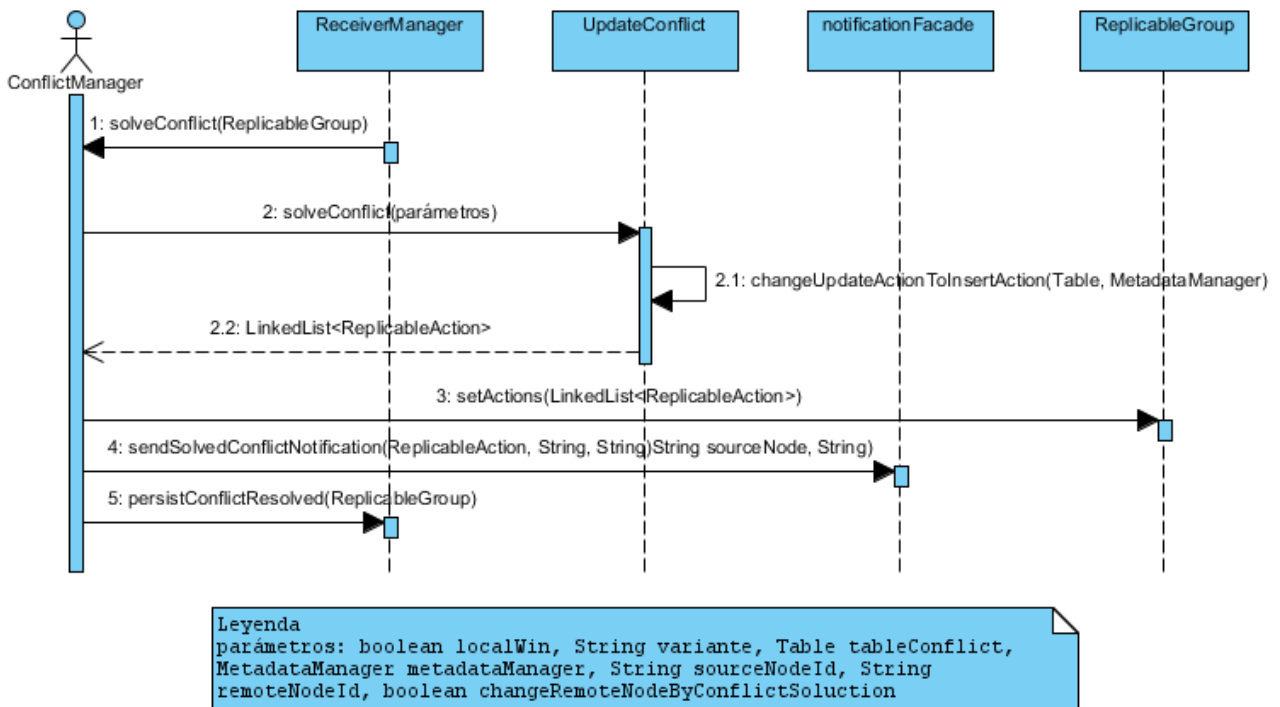 ReceiverManager
UpdateConflict
notificationFacade
ReplicableGroup
ConflictManager
1: solveConflict(ReplicableGroup)
2: solveConflict(parámetros)
2.1: changeUpdateActionToInsertAction(Table, MetadataManager)
2.2: LinkedList<ReplicableAction>
3: setActions(LinkedList<ReplicableAction>)
4: sendSolvedConflictNotification(ReplicableAction, String, String)String sourceNode, String)
5: persistConflictResolved(ReplicableGroup)
Leyenda
parámetros: boolean localWin, String variante, Table tableConflict,
MetadataManager metadataManager, String sourceNodeId, String
remoteNodeId, boolean changeRemoteNodeByConflictSoluction